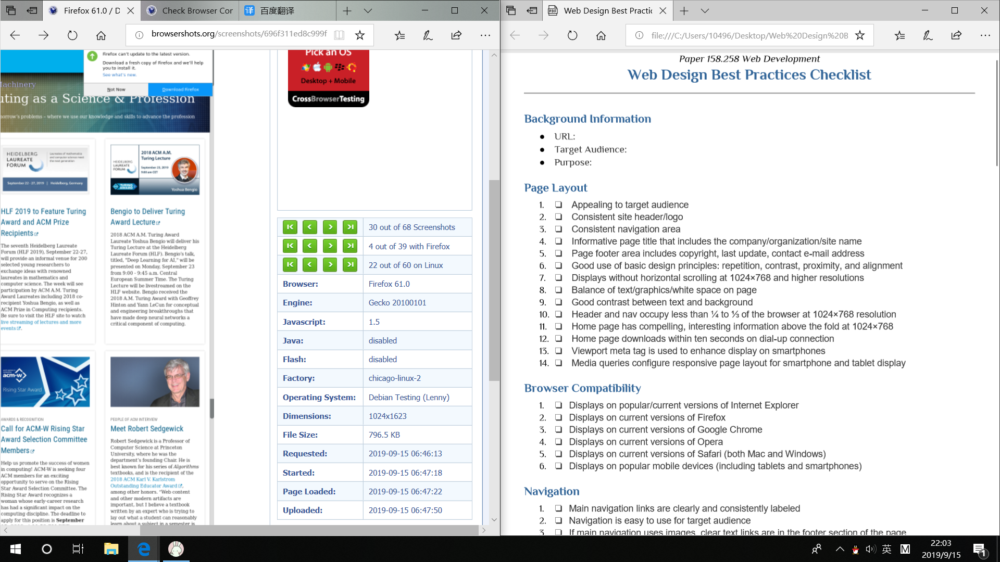 Firefox 61.0 / D
Check Browser Cor
译 百度翻译
browsershots.org/screenshots/696f311ed8c999f
Firefox can't update to the latest version.
Download a fresh copy of Firefox and we'll help
you to install it.
See what's new.
Not Now
Download Firefox
Machinery
uting as a Science & Profession
morrow's problems – where we use our knowledge and skills to advance the profession
HEIDELBERG
LAUREATE
FORUM
Laureates of mathematics
and computer science meet
the next generation
September 22 - 27, 2019 | Heidelberg, Germany
HLF 2019 to Feature Turing
Award and ACM Prize
Recipients
The seventh Heidelberg Laureate
Forum (HLF 2019), September 22-27,
will provide an informal venue for 200
selected young researchers to
exchange ideas with renowned
laureates in mathematics and
computer science. The week will see
participation by ACM A.M. Turing
Award Laureates including 2018 co-
recipient Yoshua Bengio, as well as
ACM Prize in Computing recipients.
Be sure to visit the HLF site to watch
live streaming of lectures and more
events.
2018 ACM A.M.
Turing Lecture
HEIDELBERG
LAUREATE
FORUM
September 23, 2019
9:00 am CET
TURING
AWARD
Yoshua Bengio
Bengio to Deliver Turing
Award Lecture
2018 ACM A.M. Turing Award
Laureate Yoshua Bengio will deliver his
Turing Lecture at the Heidelberg
Laureate Forum (HLF). Bengio's talk,
titled, "Deep Learning for AI," will be
presented on Monday, September 23
from 9:00 - 9:45 a.m. Central
European Summer Time. The Turing
Lecture will be livestreamed on the
HLF website. Bengio received the
2018 A.M. Turing Award with Geoffrey
Hinton and Yann LeCun for conceptual
and engineering breakthroughs that
have made deep neural networks a
critical component of computing.
acm-w
Rising Star Award
AWARDS & RECOGNITION
Call for ACM-W Rising Star
Award Selection Committee
Members
Help us promote the success of women
in computing! ACM-W is seeking four
ACM members for an exciting
opportunity to serve on the Rising
Star Award Selection Committee. The
Rising Star Award recognizes a
woman whose early-career research
has had a significant impact on the
computing discipline. The deadline to
apply for this position is September
PEOPLE OF ACM INTERVIEW
Meet Robert Sedgewick
Robert Sedgewick is a Professor of
Computer Science at Princeton
University, where he was the
department's founding Chair. He is
best known for his series of Algorithms
textbooks, and is the recipient of the
2018 ACM Karl V. Karlstrom
Outstanding Educator Award,
among other honors. "Web content
and other modern artifacts are
important, but I believe a textbook
written by an expert who is trying to
lay out what a student can reasonably
learn about a subject in a semester is
Pick an OS
Desktop + Mobile
CrossBrowserTesting
30 out of 68 Screenshots
4 out of 39 with Firefox
22 out of 60 on Linux
Browser: Firefox 61.0
Engine: Gecko 20100101
Javascript: 1.5
Java: disabled
Flash: disabled
Factory: chicago-linux-2
Operating System: Debian Testing (Lenny)
Dimensions: 1024x1623
File Size: 796.5 KB
Requested: 2019-09-15 06:46:13
Started: 2019-09-15 06:47:18
Page Loaded: 2019-09-15 06:47:22
Uploaded: 2019-09-15 06:47:50
PDF Web Design Best Practic
file:///C:/Users/10496/Desktop/Web%20Design%20B
Paper 158.258 Web Development
Web Design Best Practices Checklist
Background Information
● URL:
● Target Audience:
● Purpose:
Page Layout
1. ❏ Appealing to target audience
2. ❏ Consistent site header/logo
3. ❏ Consistent navigation area
4. ❏ Informative page title that includes the company/organization/site name
5. ❏ Page footer area includes copyright, last update, contact e-mail address
6. ❏ Good use of basic design principles: repetition, contrast, proximity, and alignment
7. ❏ Displays without horizontal scrolling at 1024×768 and higher resolutions
8. ❏ Balance of text/graphics/white space on page
9. ❏ Good contrast between text and background
10. ❏ Header and nav occupy less than ¼ to ⅓ of the browser at 1024×768 resolution
11. ❏ Home page has compelling, interesting information above the fold at 1024×768
12. ❏ Home page downloads within ten seconds on dial-up connection
13. ❏ Viewport meta tag is used to enhance display on smartphones
14. ❏ Media queries configure responsive page layout for smartphone and tablet display
Browser Compatibility
1. ❏ Displays on popular/current versions of Internet Explorer
2. ❏ Displays on current versions of Firefox
3. ❏ Displays on current versions of Google Chrome
4. ❏ Displays on current versions of Opera
5. ❏ Displays on current versions of Safari (both Mac and Windows)
6. ❏ Displays on popular mobile devices (including tablets and smartphones)
Navigation
1. ❏ Main navigation links are clearly and consistently labeled
2. ❏ Navigation is easy to use for target audience
3. ❏ If main navigation uses images, clear text links are in the footer section of the page
英 M
22:03
2019/9/15
1